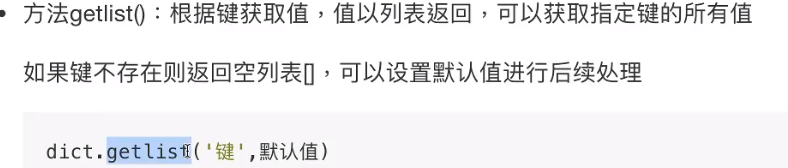 • 方法getlist()：根据键获取值，值以列表返回，可以获取指定键的所有值
如果键不存在则返回空列表[]，可以设置默认值进行后续处理
dict.getlist('键',默认值)